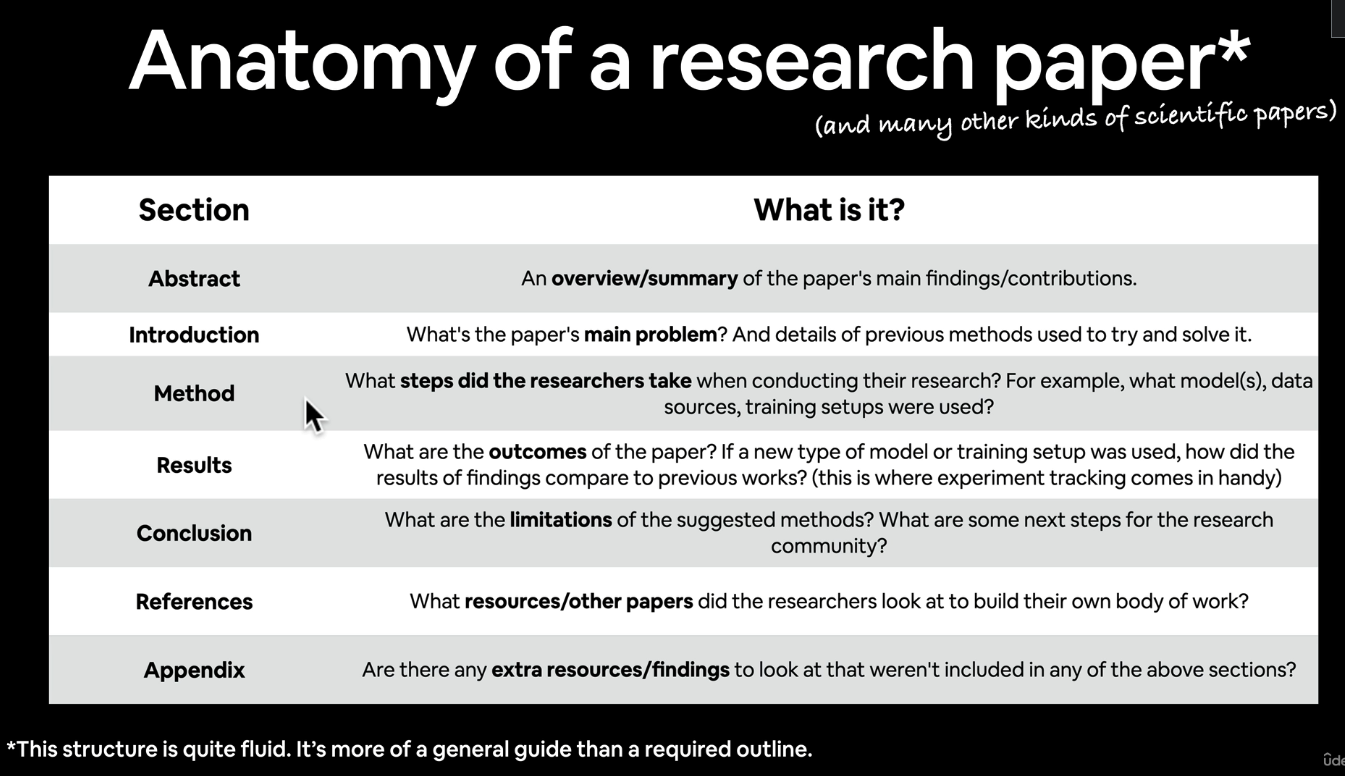 Anatomy of a research paper*
(and many other kinds of scientific papers)
Section What is it?
Abstract An overview/summary of the paper's main findings/contributions.
Introduction What's the paper's main problem? And details of previous methods used to try and solve it.
What steps did the researchers take when conducting their research? For example, what model(s), data
Method
sources, training setups were used?
What are the outcomes of the paper? If a new type of model or training setup was used, how did the
Results
results of findings compare to previous works? (this is where experiment tracking comes in handy)
What are the limitations of the suggested methods? What are some next steps for the research
Conclusion
community?
References What resources/other papers did the researchers look at to build their own body of work?
Appendix Are there any extra resources/findings to look at that weren't included in any of the above sections?
*This structure is quite fluid. It's more of a general guide than a required outline.